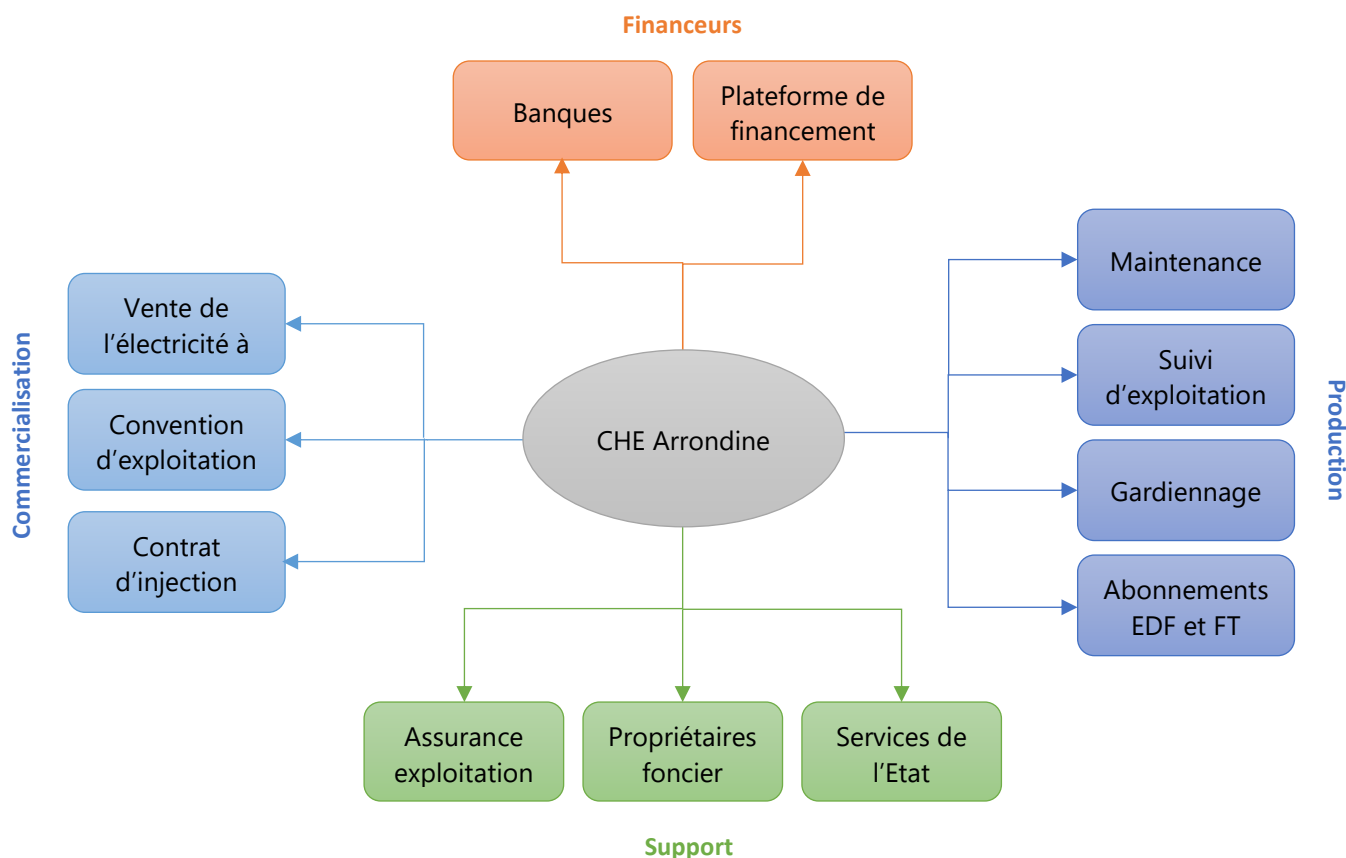 Financeurs
Banques
Plateforme de
financement
Commercialisation
Vente de
l’électricité à
Convention
d’exploitation
Contrat
d’injection
CHE Arrondine
Maintenance
Suivi
d’exploitation
Gardiennage
Abonnements
EDF et FT
Production
Assurance
exploitation
Propriétaires
foncier
Services de
l’Etat
Support